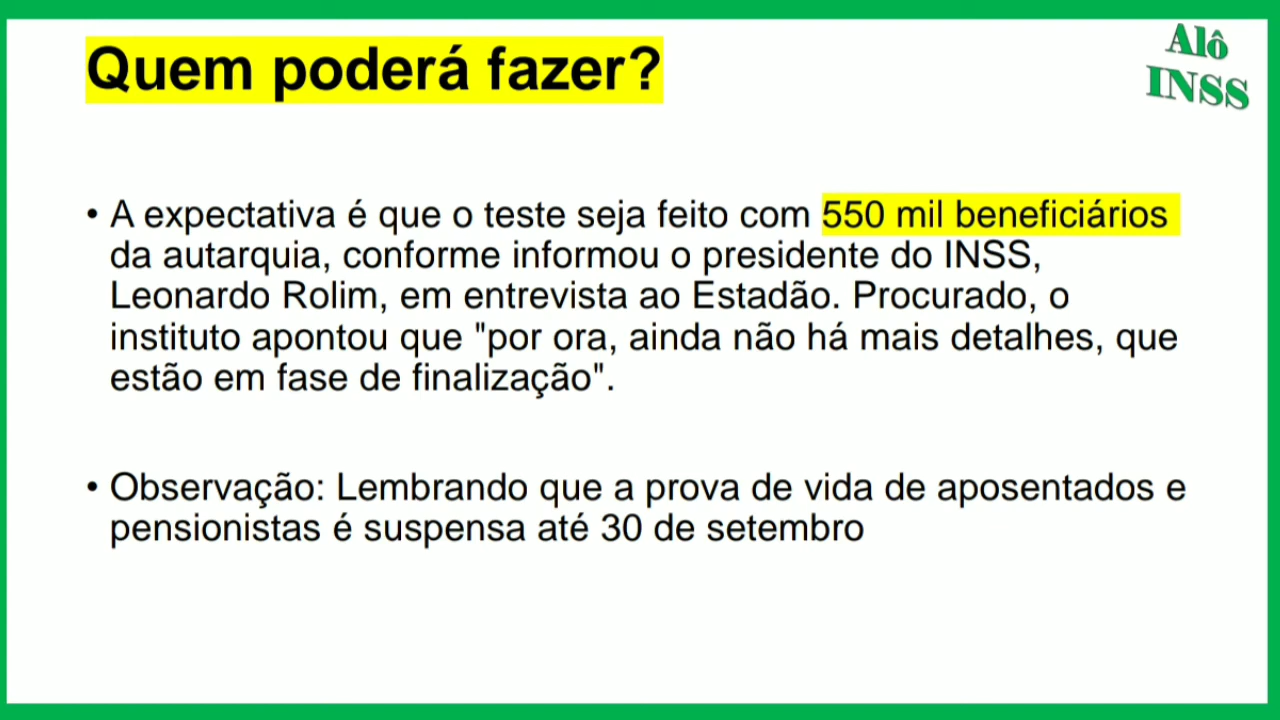 Quem poderá fazer?
Alô
INSS
• A expectativa é que o teste seja feito com 550 mil beneficiários
da autarquia, conforme informou o presidente do INSS,
Leonardo Rolim, em entrevista ao Estadão. Procurado, o
instituto apontou que "por ora, ainda não há mais detalhes, que
estão em fase de finalização".
• Observação: Lembrando que a prova de vida de aposentados e
pensionistas é suspensa até 30 de setembro